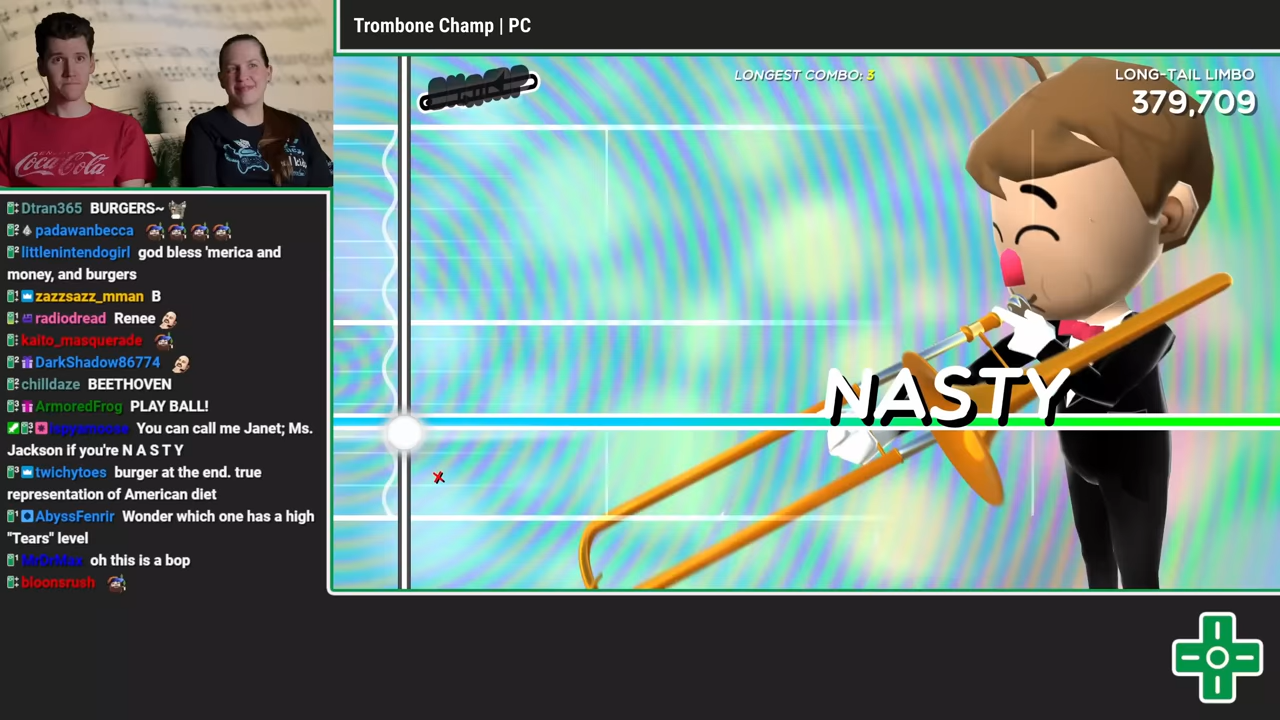 Trombone Champ | PC
LONGEST COMBO: 3
LONG-TAIL LIMBO
379,709
NASTY
Coca-Cola
Dtran365 BURGERS~
padawanbecca
littlenintendogirl god bless 'merica and
money, and burgers
zazzsazz_mman B
radiodread Renee
kaito_masquerade
DarkShadow86774
chilldaze BEETHOVEN
ArmoredFrog PLAY BALL!
You can call me Janet; Ms.
Jackson if you're N A S T Y
twichytoes burger at the end. true
representation of American diet
AbyssFenrir Wonder which one has a high
"Tears" level
oh this is a bop
bloonsrush